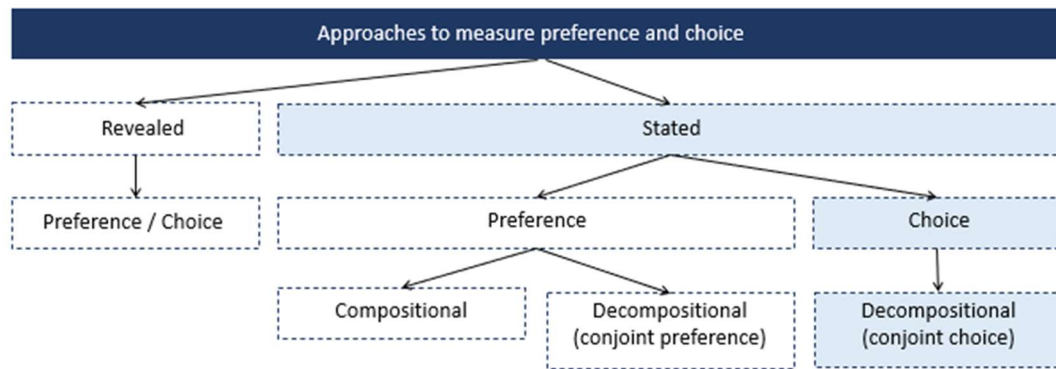 Approaches to measure preference and choice
Revealed
Stated
Preference / Choice
Preference
Choice
Compositional
Decompositional
(conjoint preference)
Decompositional
(conjoint choice)